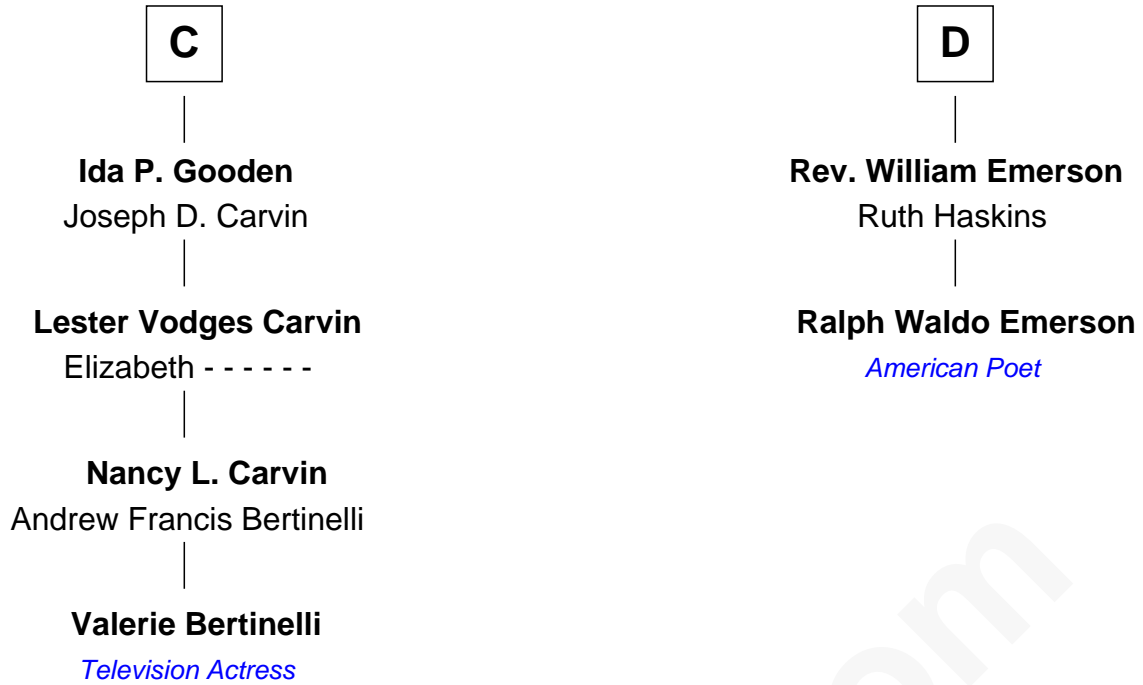 C
Ida P. Gooden
Joseph D. Carvin
Lester Vodges Carvin
Elizabeth - - - - - -
Nancy L. Carvin
Andrew Francis Bertinelli
Valerie Bertinelli
Television Actress
D
Rev. William Emerson
Ruth Haskins
Ralph Waldo Emerson
American Poet
om